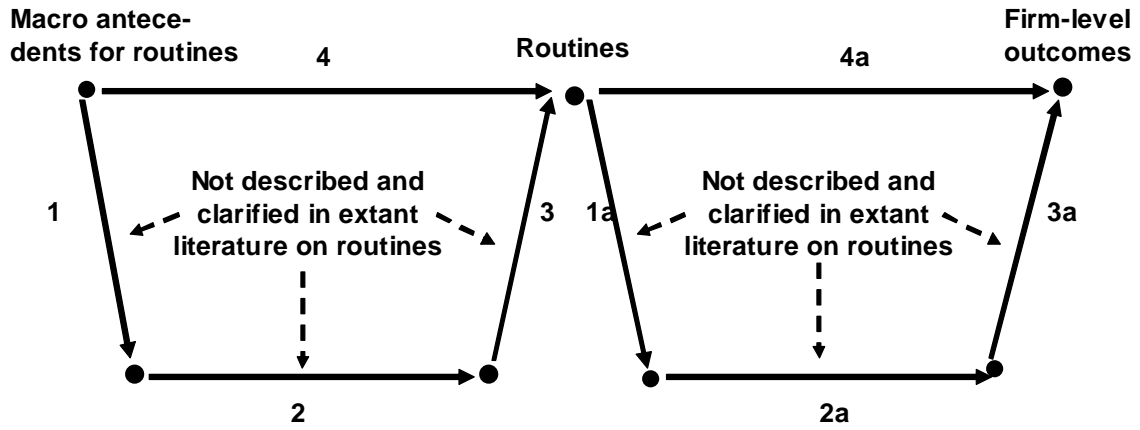 Macro antece-
dents for routines
4
Routines
4a
Firm-level
outcomes
1
Not described and
clarified in extant
literature on routines
3
1a
Not described and
clarified in extant
literature on routines
3a
2
2a